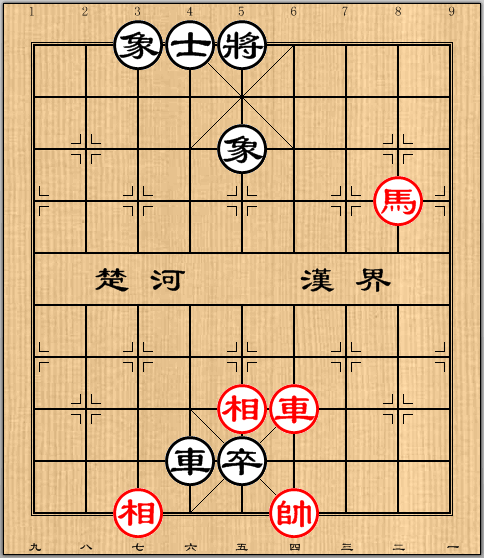 1 2 3 4 5 6 7 8 9
象 士 將
象
馬
楚 河 漢 界
相 車
車 卒
相 帥
九 八 七 六 五 四 三 二 一